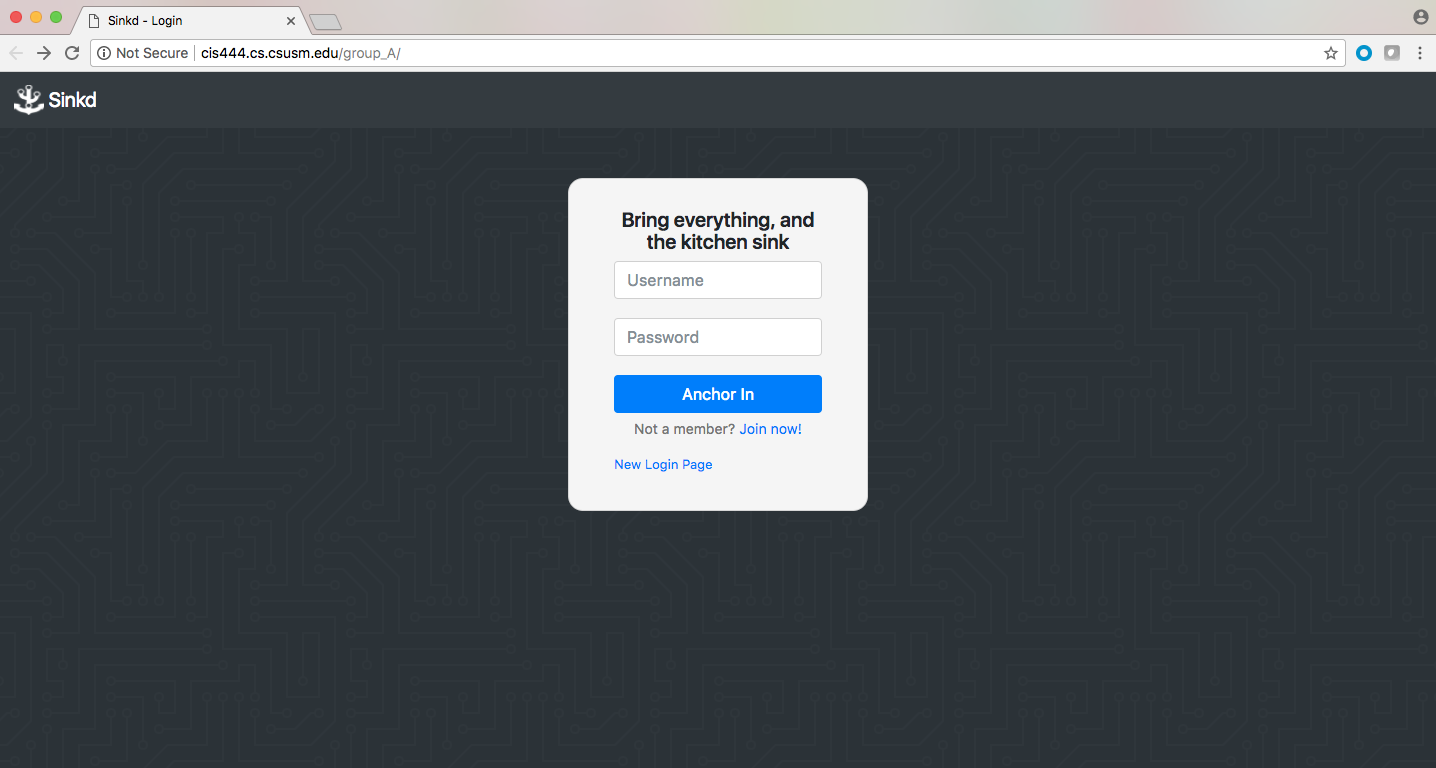 Sinkd - Login
Not Secure cis444.cs.csusm.edu/group_A/
Sinkd
Bring everything, and
the kitchen sink
Username
Password
Anchor In
Not a member? Join now!
New Login Page